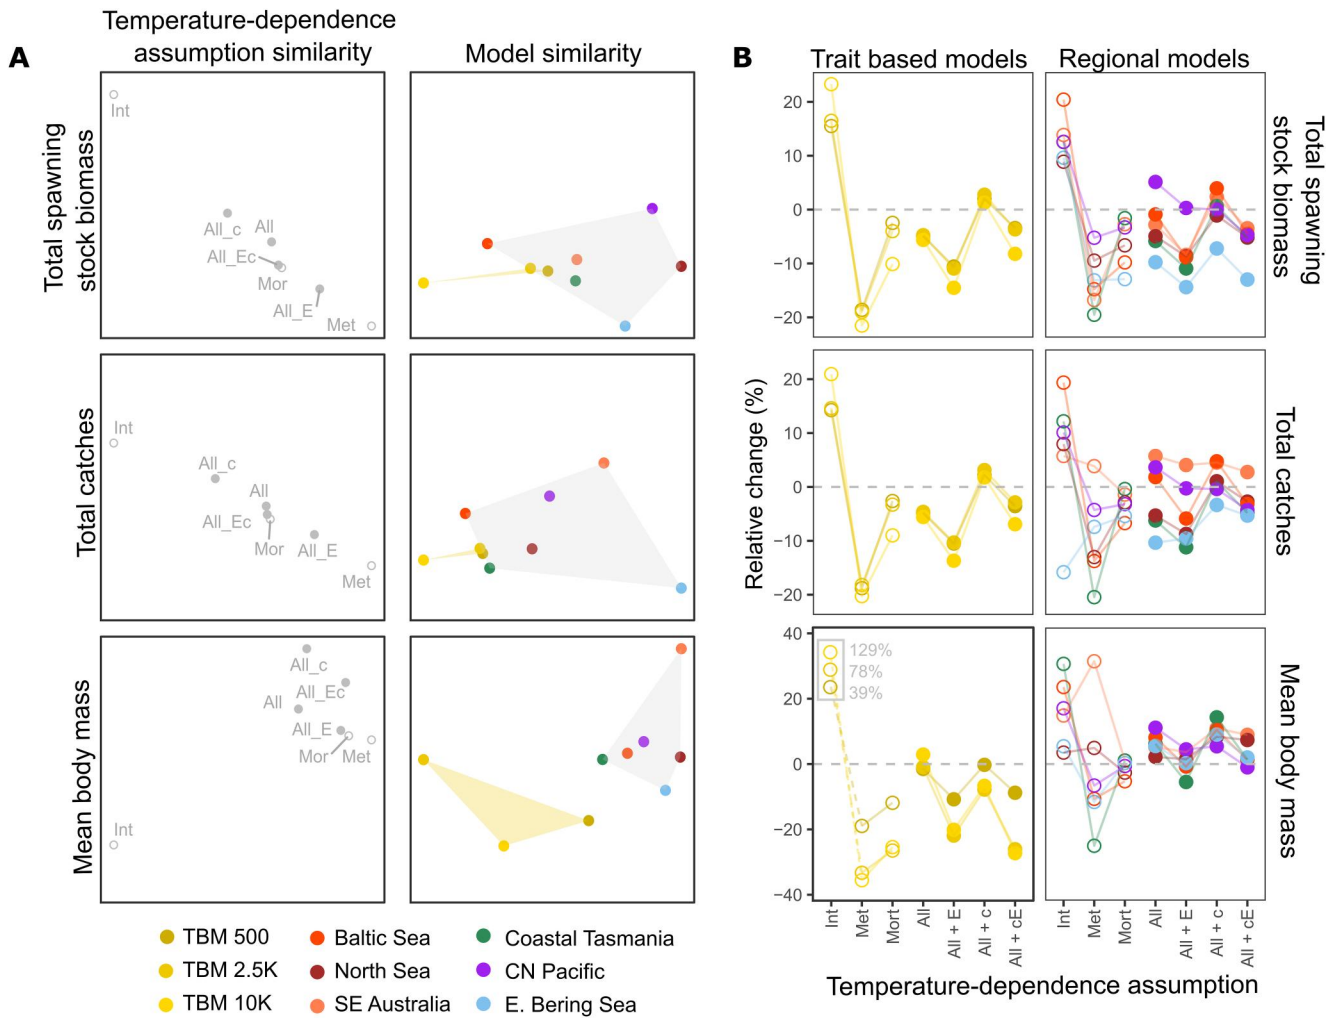 A
Temperature-dependence
assumption similarity
Model similarity
Total spawning
stock biomass
Int
All_c
All
All_Ec
Mor
All_E
Met
Total catches
Int
All_c
All
All_Ec
Mor
All_E
Met
Mean body mass
All_c
All_Ec
All
All_E
Mor
Met
Int
TBM 500
TBM 2.5K
TBM 10K
Baltic Sea
North Sea
SE Australia
Coastal Tasmania
CN Pacific
E. Bering Sea
B
Trait based models
Regional models
Relative change (%)
20
10
0
−10
−20
Total spawning
stock biomass
20
10
0
−10
−20
Total catches
40
20
0
−20
−40
129%
78%
39%
Mean body mass
Int
Met
Mort
All
All + E
All + c
All + cE
Int
Met
Mort
All
All + E
All + c
All + cE
Temperature-dependence assumption